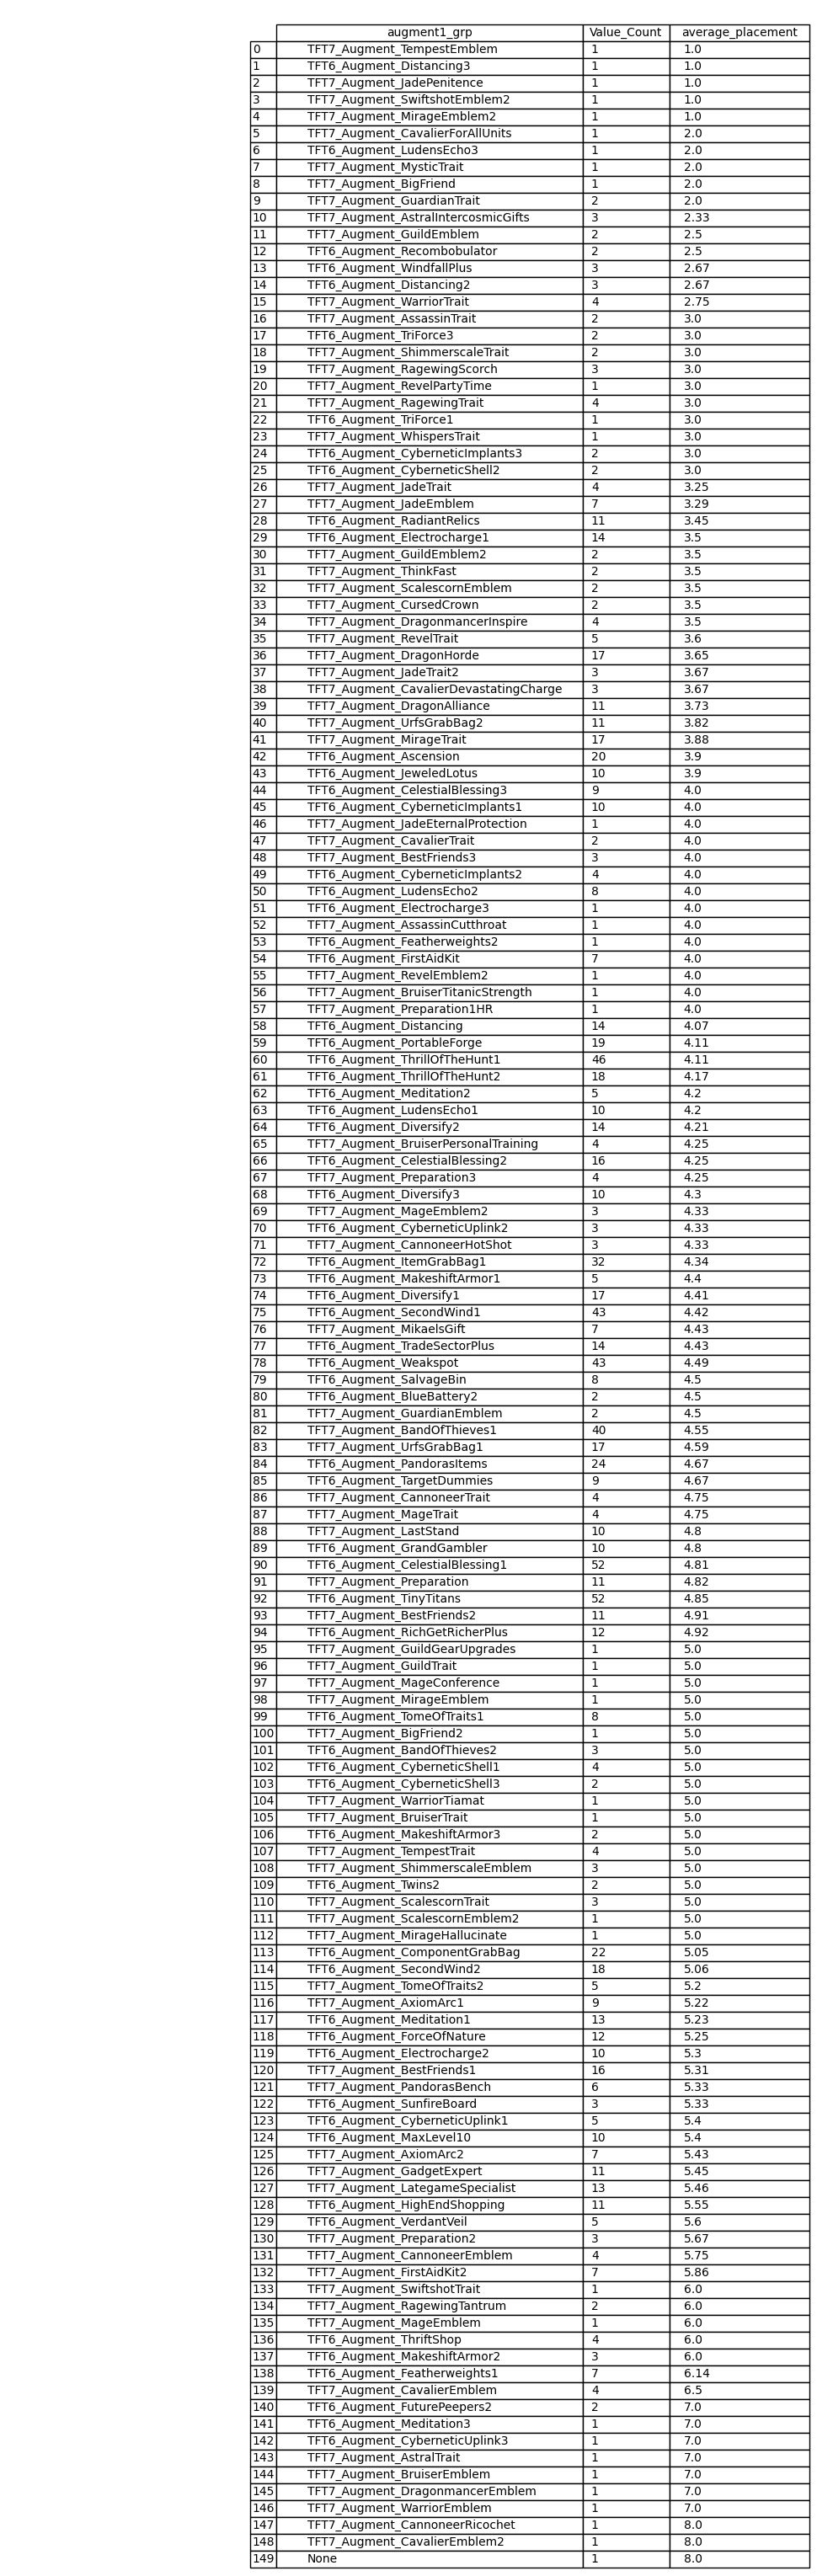 augment1_grp Value_Count average_placement
0 TFT7_Augment_TempestEmblem 1 1.0
1 TFT6_Augment_Distancing3 1 1.0
2 TFT7_Augment_JadePenitence 1 1.0
3 TFT7_Augment_SwiftshotEmblem2 1 1.0
4 TFT7_Augment_MirageEmblem2 1 1.0
5 TFT7_Augment_CavalierForAllUnits 1 2.0
6 TFT6_Augment_LudensEcho3 1 2.0
7 TFT7_Augment_MysticTrait 1 2.0
8 TFT7_Augment_BigFriend 1 2.0
9 TFT7_Augment_GuardianTrait 2 2.0
10 TFT7_Augment_AstralIntercosmicGifts 3 2.33
11 TFT7_Augment_GuildEmblem 2 2.5
12 TFT6_Augment_Recombobulator 2 2.5
13 TFT6_Augment_WindfallPlus 3 2.67
14 TFT6_Augment_Distancing2 3 2.67
15 TFT7_Augment_WarriorTrait 4 2.75
16 TFT7_Augment_AssassinTrait 2 3.0
17 TFT6_Augment_TriForce3 2 3.0
18 TFT7_Augment_ShimmerscaleTrait 2 3.0
19 TFT7_Augment_RagewingScorch 3 3.0
20 TFT7_Augment_RevelPartyTime 1 3.0
21 TFT7_Augment_RagewingTrait 4 3.0
22 TFT6_Augment_TriForce1 1 3.0
23 TFT7_Augment_WhispersTrait 1 3.0
24 TFT6_Augment_CyberneticImplants3 2 3.0
25 TFT6_Augment_CyberneticShell2 2 3.0
26 TFT7_Augment_JadeTrait 4 3.25
27 TFT7_Augment_JadeEmblem 7 3.29
28 TFT6_Augment_RadiantRelics 11 3.45
29 TFT6_Augment_Electrocharge1 14 3.5
30 TFT7_Augment_GuildEmblem2 2 3.5
31 TFT7_Augment_ThinkFast 2 3.5
32 TFT7_Augment_ScalescornEmblem 2 3.5
33 TFT7_Augment_CursedCrown 2 3.5
34 TFT7_Augment_DragonmancerInspire 4 3.5
35 TFT7_Augment_RevelTrait 5 3.6
36 TFT7_Augment_DragonHorde 17 3.65
37 TFT7_Augment_JadeTrait2 3 3.67
38 TFT7_Augment_CavalierDevastatingCharge 3 3.67
39 TFT7_Augment_DragonAlliance 11 3.73
40 TFT7_Augment_UrfsGrabBag2 11 3.82
41 TFT7_Augment_MirageTrait 17 3.88
42 TFT6_Augment_Ascension 20 3.9
43 TFT6_Augment_JeweledLotus 10 3.9
44 TFT6_Augment_CelestialBlessing3 9 4.0
45 TFT6_Augment_CyberneticImplants1 10 4.0
46 TFT7_Augment_JadeEternalProtection 1 4.0
47 TFT7_Augment_CavalierTrait 2 4.0
48 TFT7_Augment_BestFriends3 3 4.0
49 TFT6_Augment_CyberneticImplants2 4 4.0
50 TFT6_Augment_LudensEcho2 8 4.0
51 TFT6_Augment_Electrocharge3 1 4.0
52 TFT7_Augment_AssassinCutthroat 1 4.0
53 TFT6_Augment_Featherweights2 1 4.0
54 TFT6_Augment_FirstAidKit 7 4.0
55 TFT7_Augment_RevelEmblem2 1 4.0
56 TFT7_Augment_BruiserTitanicStrength 1 4.0
57 TFT7_Augment_Preparation1HR 1 4.0
58 TFT6_Augment_Distancing 14 4.07
59 TFT6_Augment_PortableForge 19 4.11
60 TFT6_Augment_ThrillOfTheHunt1 46 4.11
61 TFT6_Augment_ThrillOfTheHunt2 18 4.17
62 TFT6_Augment_Meditation2 5 4.2
63 TFT6_Augment_LudensEcho1 10 4.2
64 TFT6_Augment_Diversify2 14 4.21
65 TFT7_Augment_BruiserPersonalTraining 4 4.25
66 TFT6_Augment_CelestialBlessing2 16 4.25
67 TFT7_Augment_Preparation3 4 4.25
68 TFT6_Augment_Diversify3 10 4.3
69 TFT7_Augment_MageEmblem2 3 4.33
70 TFT6_Augment_CyberneticUplink2 3 4.33
71 TFT7_Augment_CannoneerHotShot 3 4.33
72 TFT6_Augment_ItemGrabBag1 32 4.34
73 TFT6_Augment_MakeshiftArmor1 5 4.4
74 TFT6_Augment_Diversify1 17 4.41
75 TFT6_Augment_SecondWind1 43 4.42
76 TFT7_Augment_MikaelsGift 7 4.43
77 TFT6_Augment_TradeSectorPlus 14 4.43
78 TFT6_Augment_Weakspot 43 4.49
79 TFT6_Augment_SalvageBin 8 4.5
80 TFT6_Augment_BlueBattery2 2 4.5
81 TFT7_Augment_GuardianEmblem 2 4.5
82 TFT7_Augment_BandOfThieves1 40 4.55
83 TFT7_Augment_UrfsGrabBag1 17 4.59
84 TFT6_Augment_PandorasItems 24 4.67
85 TFT6_Augment_TargetDummies 9 4.67
86 TFT7_Augment_CannoneerTrait 4 4.75
87 TFT7_Augment_MageTrait 4 4.75
88 TFT7_Augment_LastStand 10 4.8
89 TFT6_Augment_GrandGambler 10 4.8
90 TFT6_Augment_CelestialBlessing1 52 4.81
91 TFT7_Augment_Preparation 11 4.82
92 TFT6_Augment_TinyTitans 52 4.85
93 TFT7_Augment_BestFriends2 11 4.91
94 TFT6_Augment_RichGetRicherPlus 12 4.92
95 TFT7_Augment_GuildGearUpgrades 1 5.0
96 TFT7_Augment_GuildTrait 1 5.0
97 TFT7_Augment_MageConference 1 5.0
98 TFT7_Augment_MirageEmblem 1 5.0
99 TFT6_Augment_TomeOfTraits1 8 5.0
100 TFT7_Augment_BigFriend2 1 5.0
101 TFT6_Augment_BandOfThieves2 3 5.0
102 TFT6_Augment_CyberneticShell1 4 5.0
103 TFT6_Augment_CyberneticShell3 2 5.0
104 TFT7_Augment_WarriorTiamat 1 5.0
105 TFT7_Augment_BruiserTrait 1 5.0
106 TFT6_Augment_MakeshiftArmor3 2 5.0
107 TFT7_Augment_TempestTrait 4 5.0
108 TFT7_Augment_ShimmerscaleEmblem 3 5.0
109 TFT6_Augment_Twins2 2 5.0
110 TFT7_Augment_ScalescornTrait 3 5.0
111 TFT7_Augment_ScalescornEmblem2 1 5.0
112 TFT7_Augment_MirageHallucinate 1 5.0
113 TFT6_Augment_ComponentGrabBag 22 5.05
114 TFT6_Augment_SecondWind2 18 5.06
115 TFT7_Augment_TomeOfTraits2 5 5.2
116 TFT7_Augment_AxiomArc1 9 5.22
117 TFT6_Augment_Meditation1 13 5.23
118 TFT6_Augment_ForceOfNature 12 5.25
119 TFT6_Augment_Electrocharge2 10 5.3
120 TFT7_Augment_BestFriends1 16 5.31
121 TFT7_Augment_PandorasBench 6 5.33
122 TFT6_Augment_SunfireBoard 3 5.33
123 TFT6_Augment_CyberneticUplink1 5 5.4
124 TFT6_Augment_MaxLevel10 10 5.4
125 TFT7_Augment_AxiomArc2 7 5.43
126 TFT7_Augment_GadgetExpert 11 5.45
127 TFT7_Augment_LategameSpecialist 13 5.46
128 TFT6_Augment_HighEndShopping 11 5.55
129 TFT6_Augment_VerdantVeil 5 5.6
130 TFT7_Augment_Preparation2 3 5.67
131 TFT7_Augment_CannoneerEmblem 4 5.75
132 TFT7_Augment_FirstAidKit2 7 5.86
133 TFT7_Augment_SwiftshotTrait 1 6.0
134 TFT7_Augment_RagewingTantrum 2 6.0
135 TFT7_Augment_MageEmblem 1 6.0
136 TFT6_Augment_ThriftShop 4 6.0
137 TFT6_Augment_MakeshiftArmor2 3 6.0
138 TFT6_Augment_Featherweights1 7 6.14
139 TFT7_Augment_CavalierEmblem 4 6.5
140 TFT6_Augment_FuturePeepers2 2 7.0
141 TFT6_Augment_Meditation3 1 7.0
142 TFT6_Augment_CyberneticUplink3 1 7.0
143 TFT7_Augment_AstralTrait 1 7.0
144 TFT7_Augment_BruiserEmblem 1 7.0
145 TFT7_Augment_DragonmancerEmblem 1 7.0
146 TFT7_Augment_WarriorEmblem 1 7.0
147 TFT7_Augment_CannoneerRicochet 1 8.0
148 TFT7_Augment_CavalierEmblem2 1 8.0
149 None 1 8.0